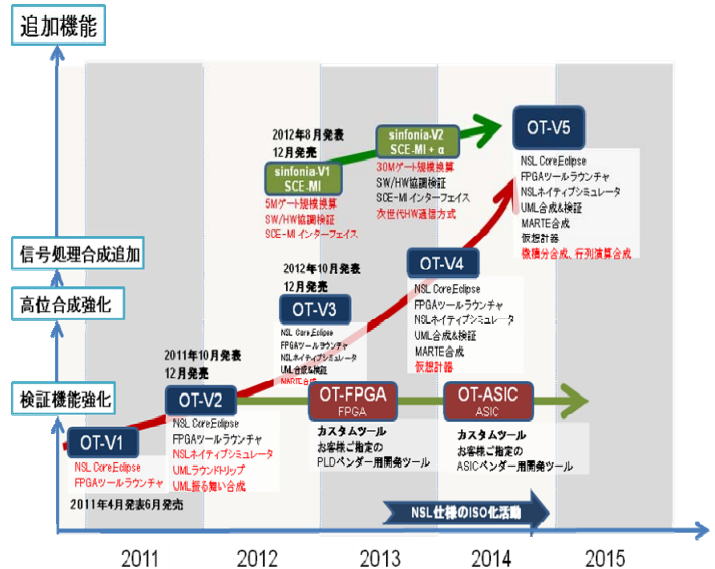 追加機能
2012年8月発表
12月発売
sinfonia-V1
SCE-MI
5Mゲート規模換算
SW/HW協調検証
SCE-MIインターフェイス
sinfonia-V2
SCE-MI + α
30Mゲート規模換算
SW/HW協調検証
SCE-MIインターフェイス
次世代HW通信方式
OT-V5
NSL Core,Eclipse
FPGAツールラウンチャ
NSLネイティブシミュレータ
UML合成&検証
MARTE合成
仮想計器
微積分合成、行列演算合成
信号処理合成追加
高位合成強化
検証機能強化
2012年10月発表
12月発売
OT-V3
NSL Core,Eclipse
FPGAツールラウンチャ
NSLネイティブシミュレータ
UML合成&検証
MARTE合成
OT-V4
NSL Core,Eclipse
FPGAツールラウンチャ
NSLネイティブシミュレータ
UML合成&検証
MARTE合成
仮想計器
2011年10月発表
12月発売
OT-V2
NSL Core,Eclipse
FPGAツールラウンチャ
NSLネイティブシミュレータ
UMLラウンドトリップ
UML振る舞い合成
OT-V1
NSL Core,Eclipse
FPGAツールラウンチャ
2011年4月発表6月発売
OT-FPGA
FPGA
カスタムツール
お客様ご指定の
PLDベンダー用開発ツール
OT-ASIC
ASIC
カスタムツール
お客様ご指定の
ASICベンダー用開発ツール
NSL仕様のISO化活動
2011 2012 2013 2014 2015